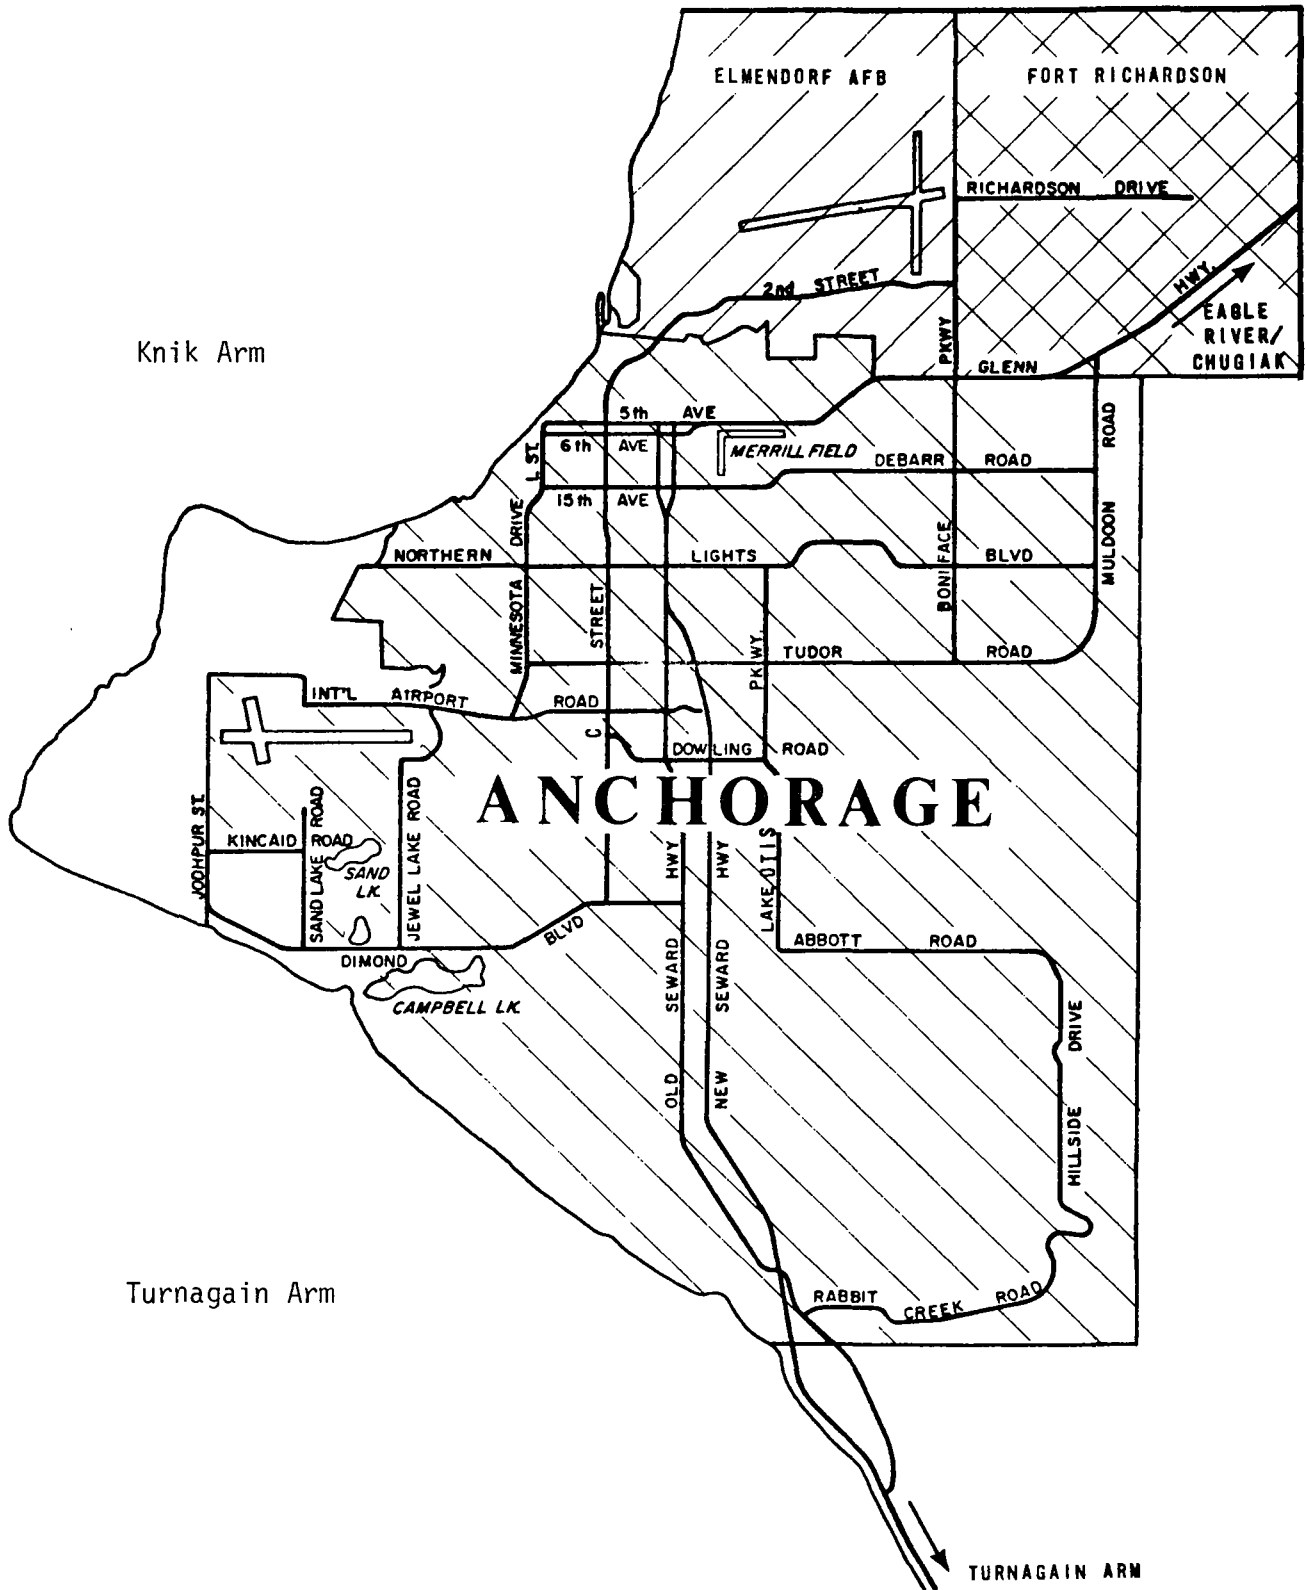 ELMENDORF AFB
FORT RICHARDSON
RICHARDSON DRIVE
2nd STREET
HWY.
EAGLE
RIVER/
CHUGIAK
Knik Arm
PKWY
GLENN
5th AVE
6th AVE
MERRILL FIELD
L ST.
DEBARR ROAD
ROAD
15th AVE
DRIVE
MULDOON
NORTHERN LIGHTS BLVD
BONIFACE
MINNESOTA
STREET
PKWY.
TUDOR ROAD
INT'L AIRPORT ROAD
C
DOWLING ROAD
ANCHORAGE
JODHPUR ST.
KINCAID ROAD
SAND LAKE ROAD
JEWEL LAKE ROAD
SAND
LK.
HWY
HWY
LAKE OTIS
BLVD
ABBOTT ROAD
DIMOND
CAMPBELL LK.
SEWARD
SEWARD
DRIVE
OLD
NEW
HILLSIDE
Turnagain Arm
RABBIT CREEK ROAD
TURNAGAIN ARM